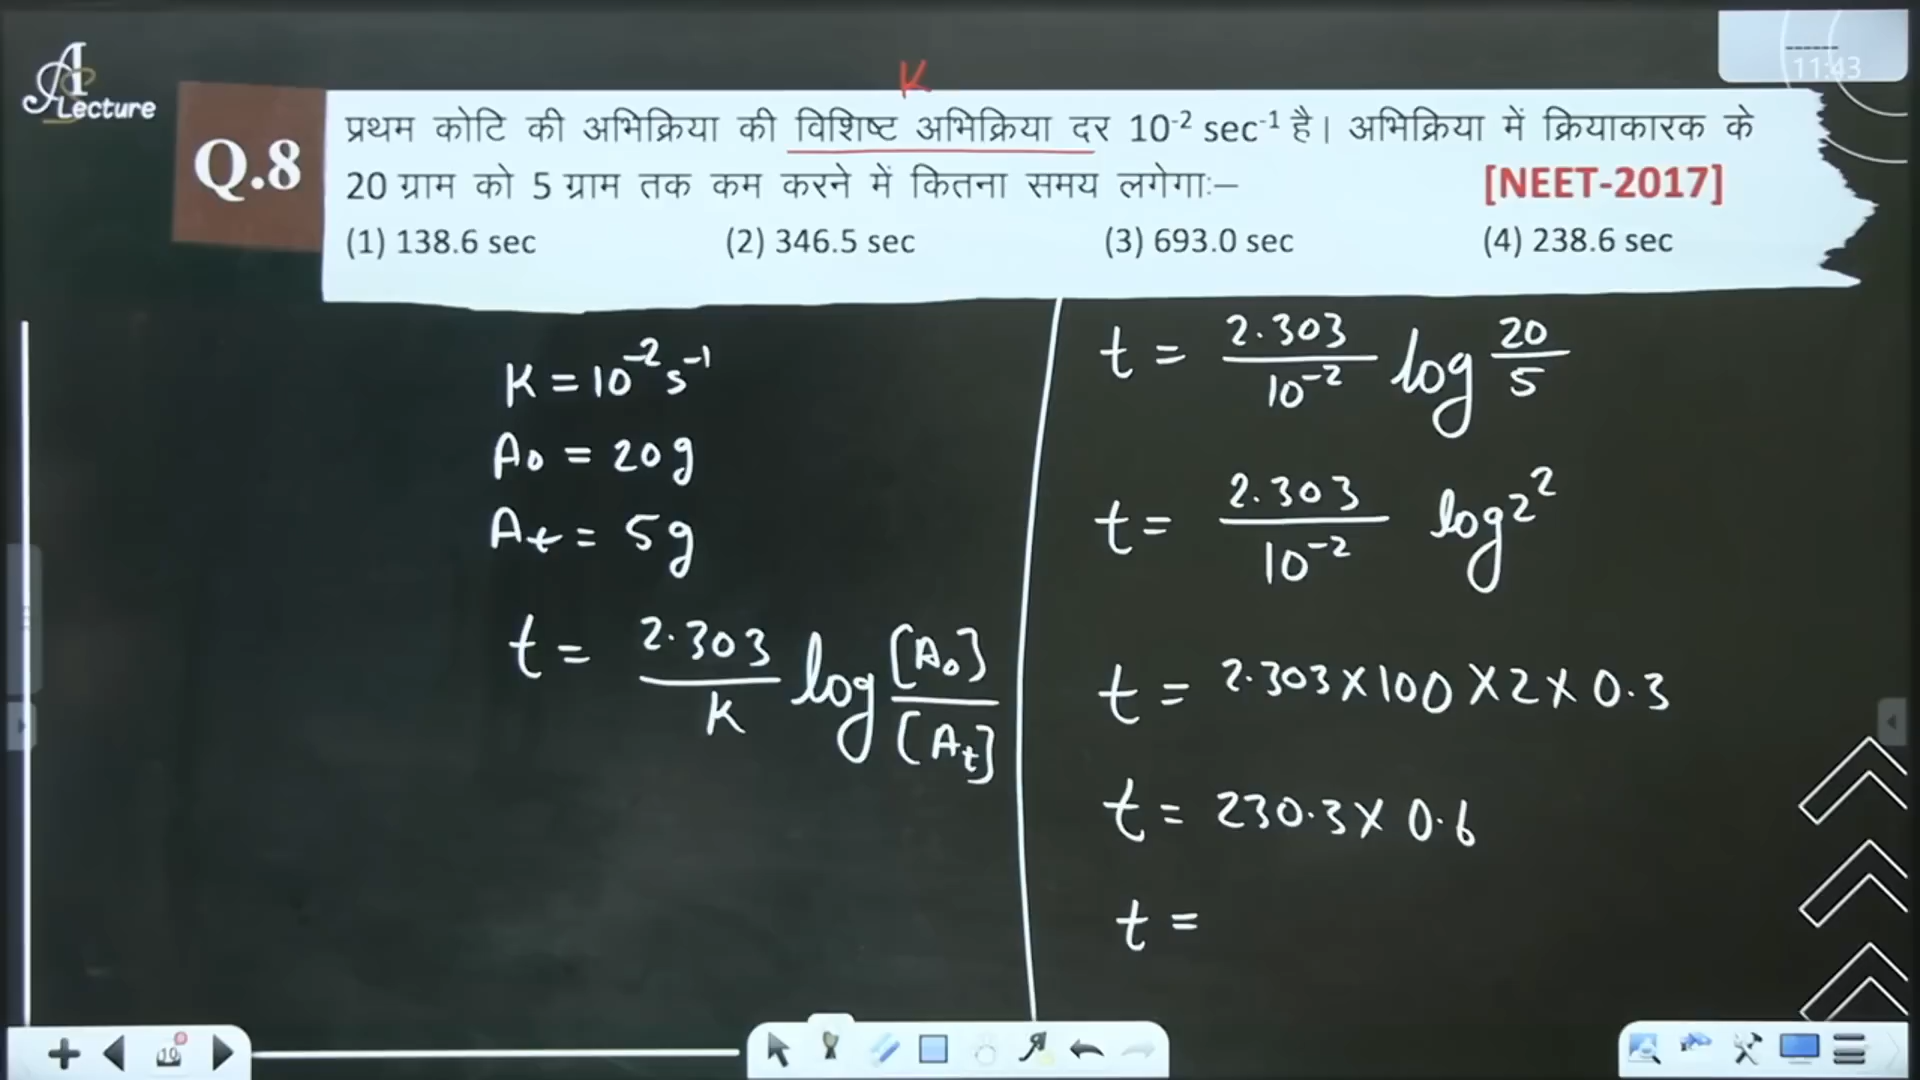 A S Lecture
11:43
K
Q.8
प्रथम कोटि की अभिक्रिया की विशिष्ट अभिक्रिया दर 10⁻² sec⁻¹ है। अभिक्रिया में क्रियाकारक के
20 ग्राम को 5 ग्राम तक कम करने में कितना समय लगेगाः–
[NEET-2017]
(1) 138.6 sec (2) 346.5 sec (3) 693.0 sec (4) 238.6 sec
K = 10⁻² s⁻¹
A₀ = 20g
Aₜ = 5g
t = 2.303/K log [A₀]/[Aₜ]
t = 2.303/10⁻² log 20/5
t = 2.303/10⁻² log 2²
t = 2.303 × 100 × 2 × 0.3
t = 230.3 × 0.6
t =
10